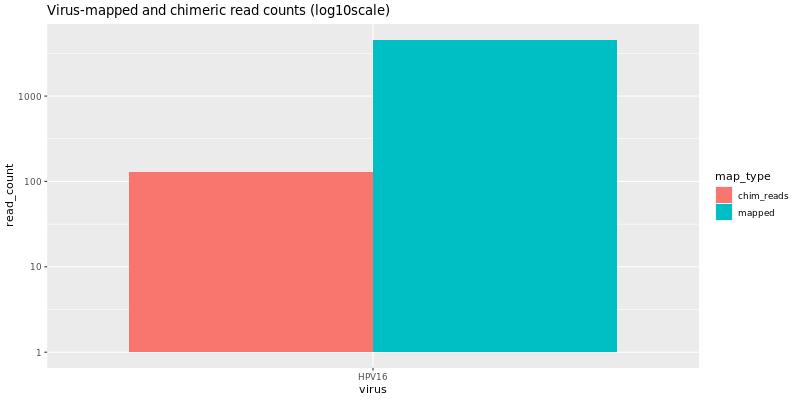 Virus-mapped and chimeric read counts (log10scale)
read_count
1000
100
10
1
HPV16
virus
map_type
chim_reads
mapped